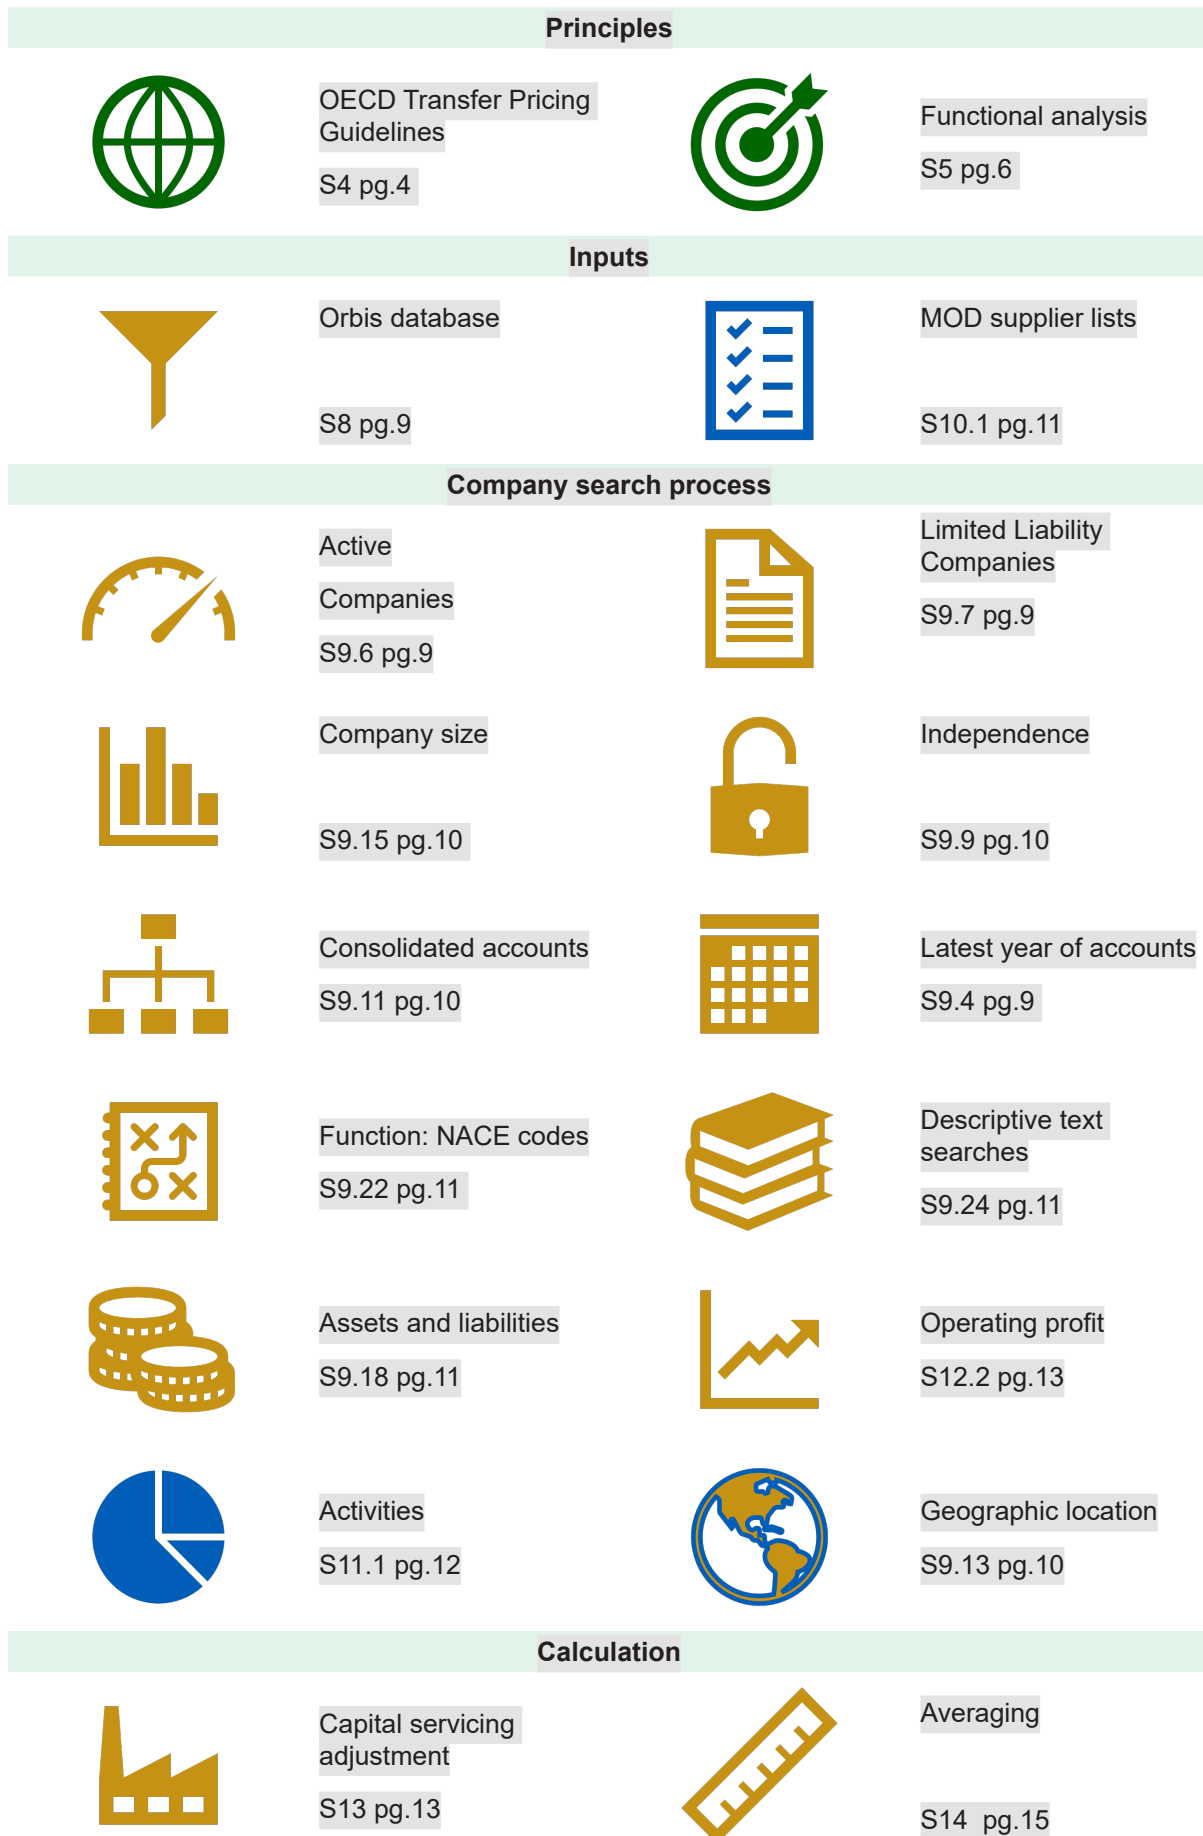 Principles
OECD Transfer Pricing
Guidelines
S4 pg.4
Functional analysis
S5 pg.6
Inputs
Orbis database
S8 pg.9
MOD supplier lists
S10.1 pg.11
Company search process
Active
Companies
S9.6 pg.9
Limited Liability
Companies
S9.7 pg.9
Company size
S9.15 pg.10
Independence
S9.9 pg.10
Consolidated accounts
S9.11 pg.10
Latest year of accounts
S9.4 pg.9
Function: NACE codes
S9.22 pg.11
Descriptive text
searches
S9.24 pg.11
Assets and liabilities
S9.18 pg.11
Operating profit
S12.2 pg.13
Activities
S11.1 pg.12
Geographic location
S9.13 pg.10
Calculation
Capital servicing
adjustment
S13 pg.13
Averaging
S14 pg.15